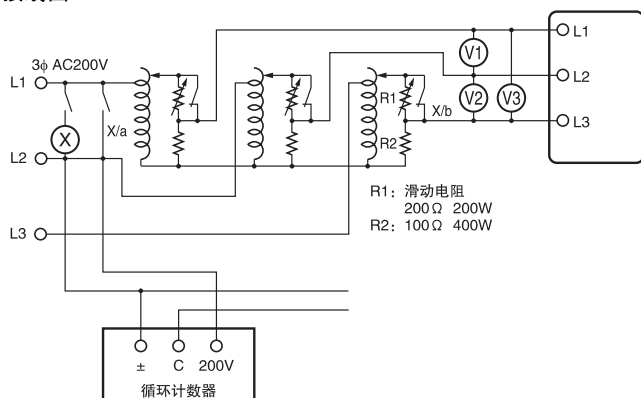 3ϕ AC200V
L1
L2
L3
X
X/a
R1
R2
X/b
V1
V2
V3
L1
L2
L3
R1：滑动电阻
200Ω 200W
R2：100Ω 400W
± C 200V
循环计数器